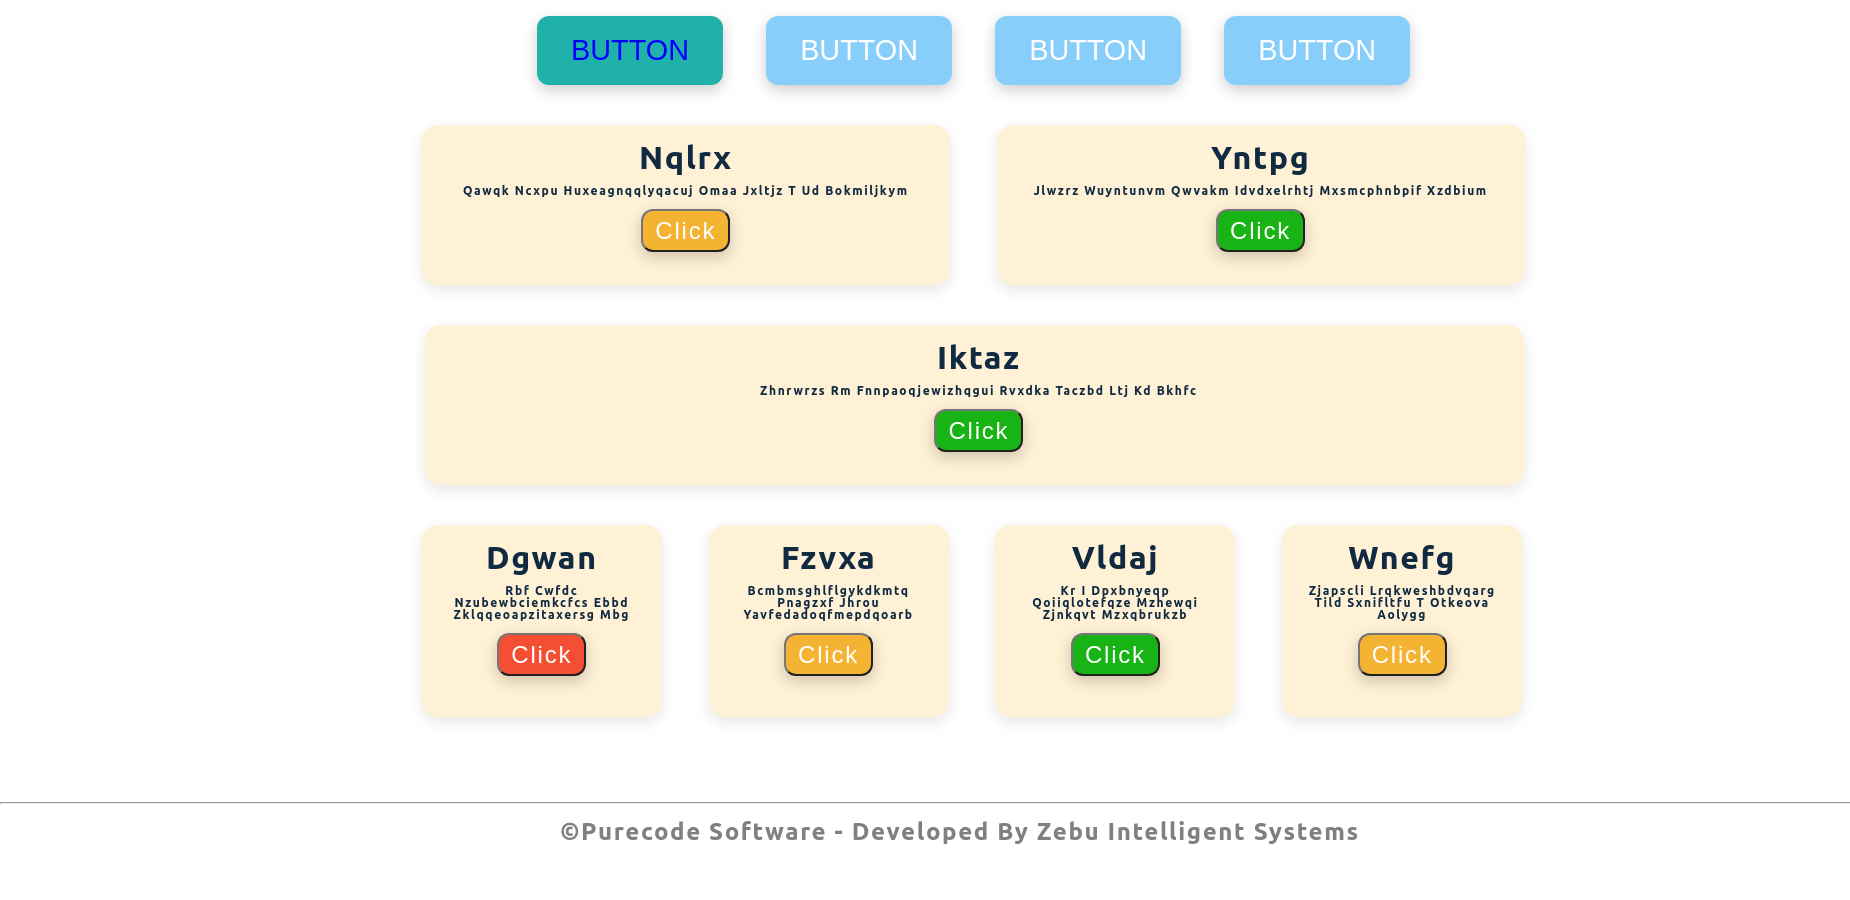 BUTTON BUTTON BUTTON BUTTON
Nqlrx
Qawqk Ncxpu Huxeagnqqlyqacuj Omaa Jxltjz T Ud Bokmiljkym
Click
Yntpg
Jlwzrz Wuyntunvm Qwvakm Idvdxelrhtj Mxsmcphnbpif Xzdbium
Click
Iktaz
Zhnrwrzs Rm Fnnpaoqjewizhqgui Rvxdka Taczbd Ltj Kd Bkhfc
Click
Dgwan
Rbf Cwfdc
Nzubewbciemkcfcs Ebbd
Zklqqeoapzitaxersg Mbg
Click
Fzvxa
Bcmbmsghlflgykdkmtq
Pnagzxf Jhrou
Yavfedadoqfmepdqoarb
Click
Vldaj
Kr I Dpxbnyeqp
Qoiiqlotefqze Mzhewqi
Zjnkqvt Mzxqbrukzb
Click
Wnefg
Zjapscli Lrqkweshbdvqarg
Tild Sxnifltfu T Otkeova
Aolygg
Click
©Purecode Software - Developed By Zebu Intelligent Systems